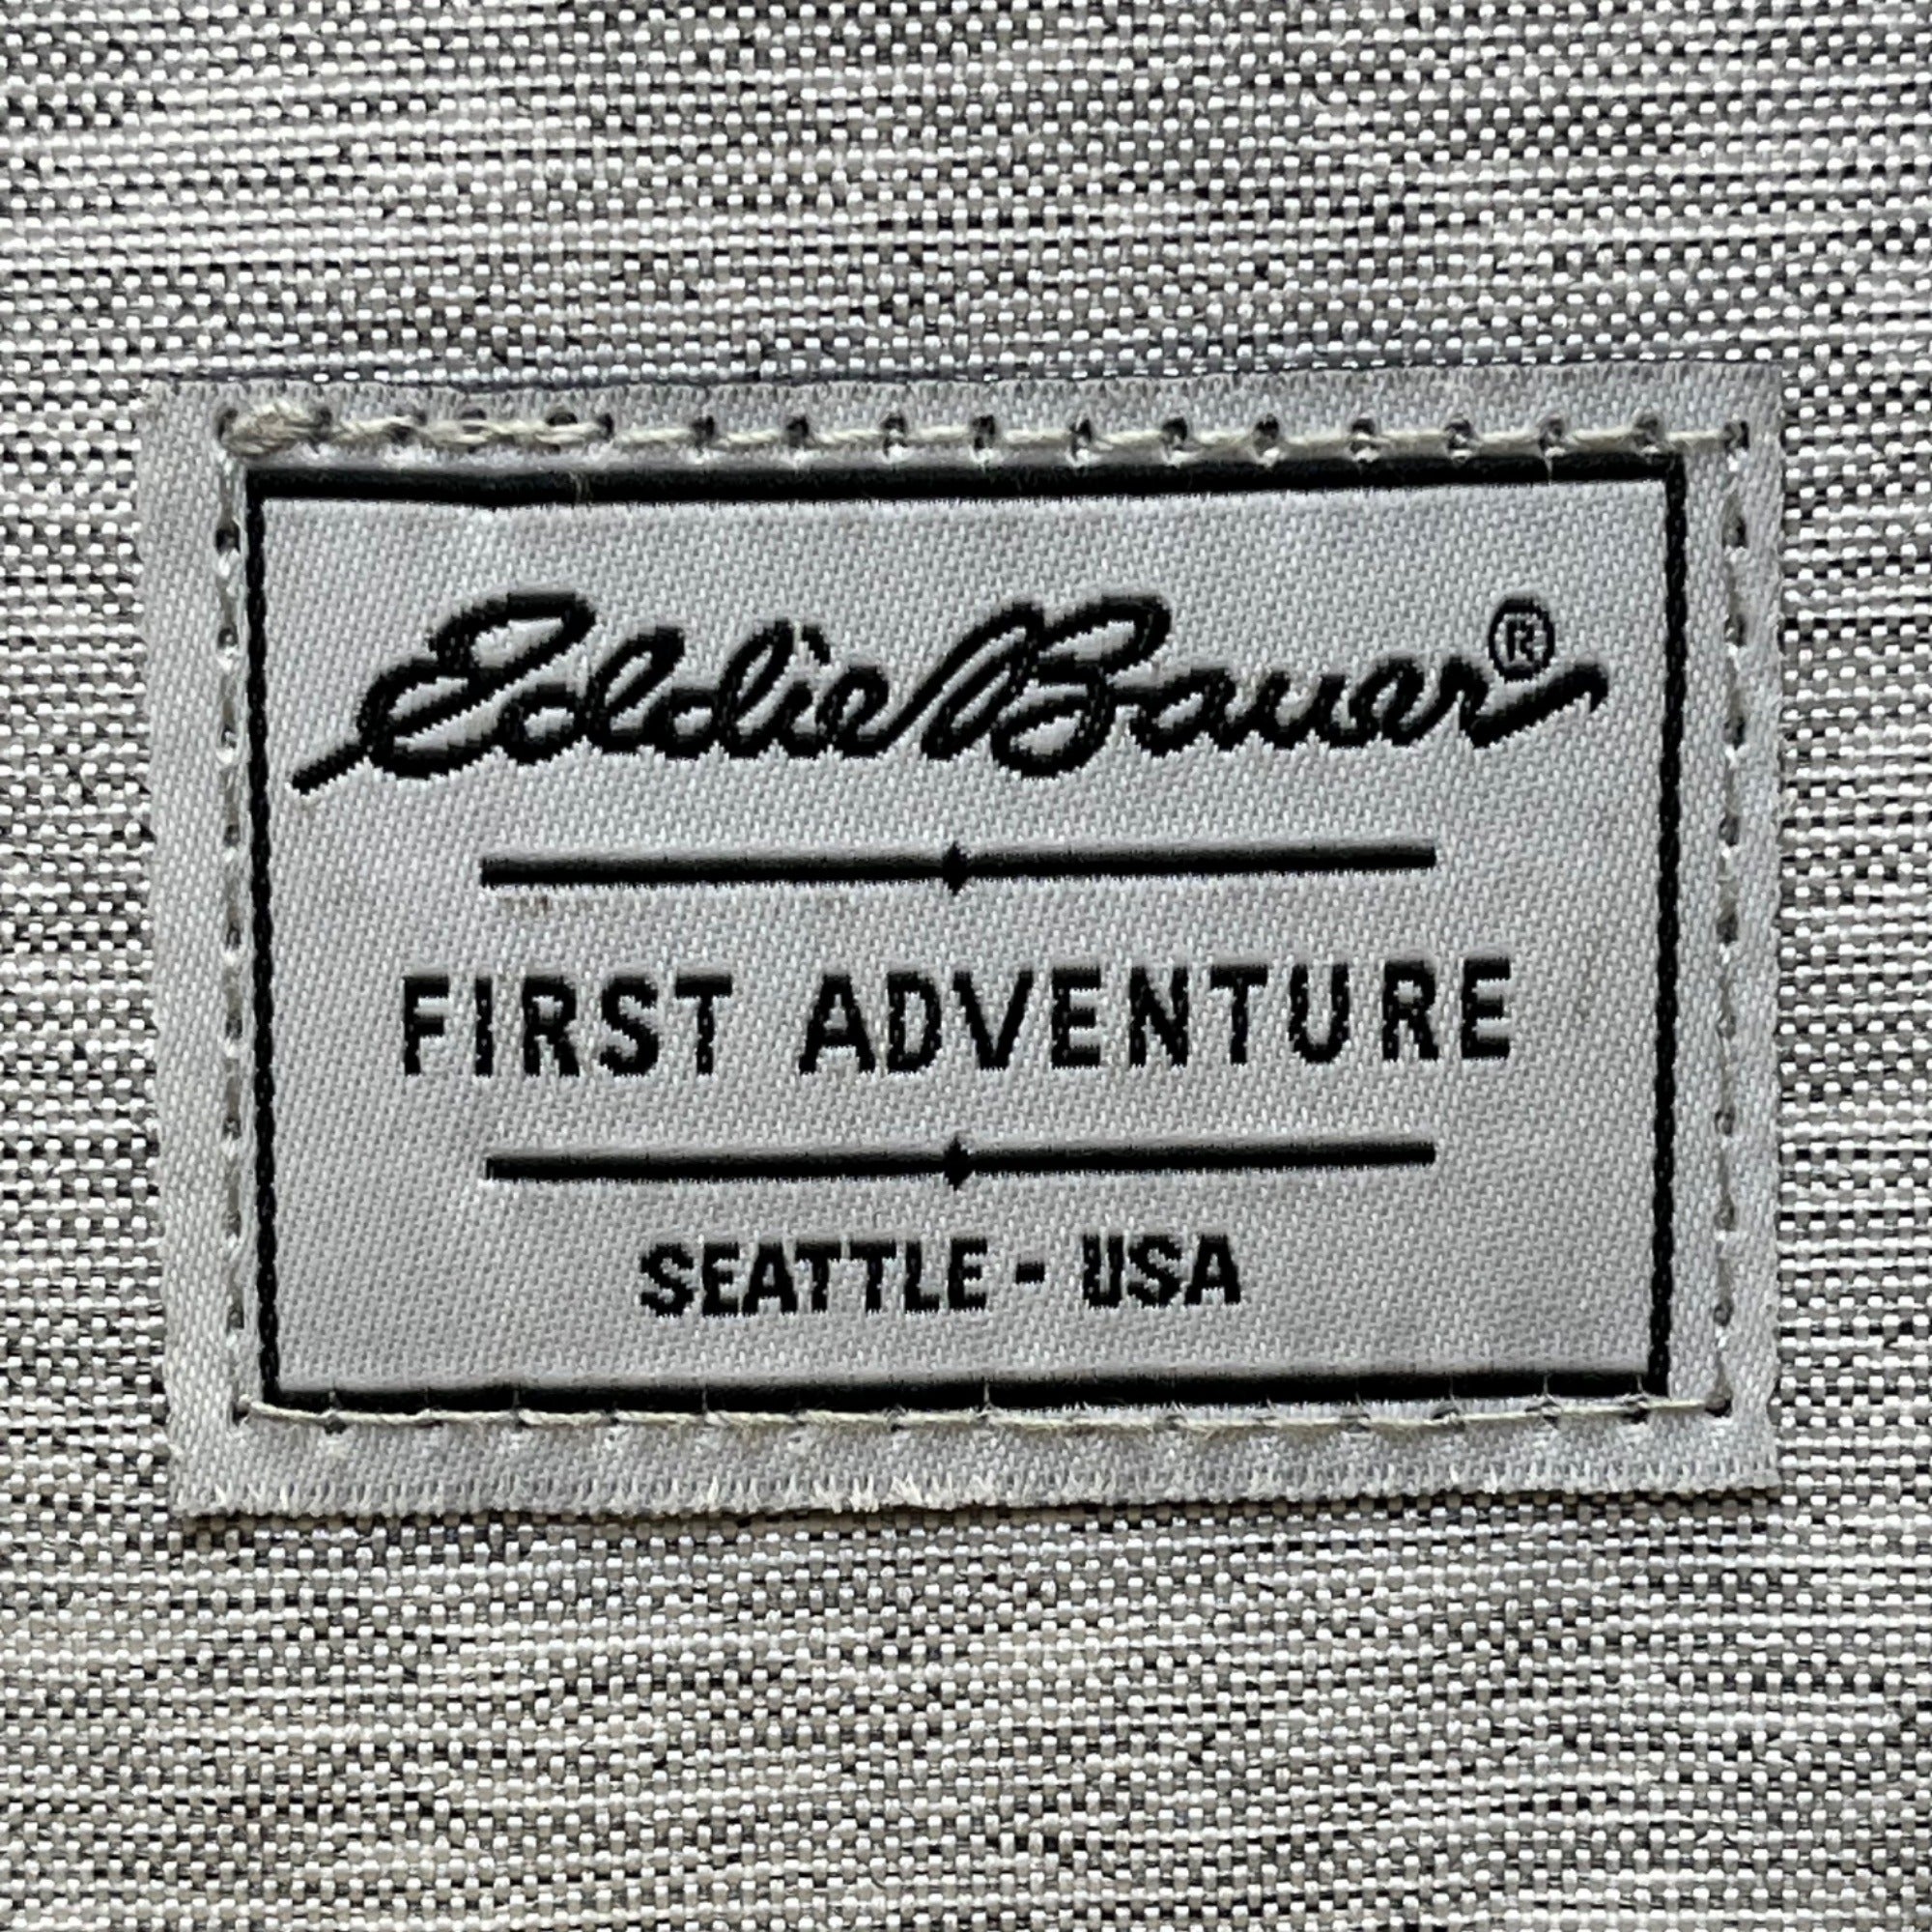 Eddie Bauer®
FIRST ADVENTURE
SEATTLE - USA